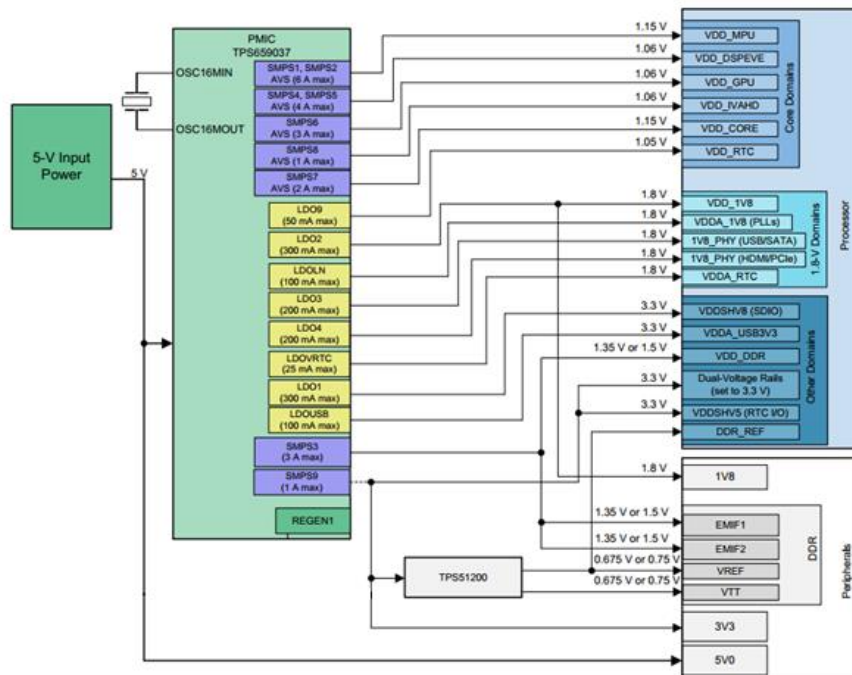 PMIC
TPS659037
OSC16MIN
OSC16MOUT
5-V Input
Power
5 V
SMPS1, SMPS2
AVS (6 A max)
SMPS4, SMPS5
AVS (4 A max)
SMPS6
AVS (3 A max)
SMPS8
AVS (1 A max)
SMPS7
AVS (2 A max)
LDO9
(50 mA max)
LDO2
(300 mA max)
LDOLN
(100 mA max)
LDO3
(200 mA max)
LDO4
(200 mA max)
LDOVRTC
(25 mA max)
LDO1
(300 mA max)
LDOUSB
(100 mA max)
SMPS3
(3 A max)
SMPS9
(1 A max)
REGEN1
TPS51200
1.15 V
VDD_MPU
1.06 V
VDD_DSPEVE
1.06 V
VDD_GPU
1.06 V
VDD_IVAHD
1.15 V
VDD_CORE
1.05 V
VDD_RTC
Core Domains
1.8 V
VDD_1V8
1.8 V
VDDA_1V8 (PLLs)
1.8 V
1V8_PHY (USB/SATA)
1.8 V
1V8_PHY (HDMI/PCIe)
1.8 V
VDDA_RTC
1.8-V Domains
3.3 V
VDDSHV8 (SDIO)
3.3 V
VDDA_USB3V3
1.35 V or 1.5 V
VDD_DDR
3.3 V
Dual-Voltage Rails
(set to 3.3 V)
3.3 V
VDDSHV5 (RTC I/O)
DDR_REF
Other Domains
Processor
1.8 V
1V8
1.35 V or 1.5 V
EMIF1
1.35 V or 1.5 V
EMIF2
0.675 V or 0.75 V
VREF
0.675 V or 0.75 V
VTT
DDR
3V3
5V0
Peripherals